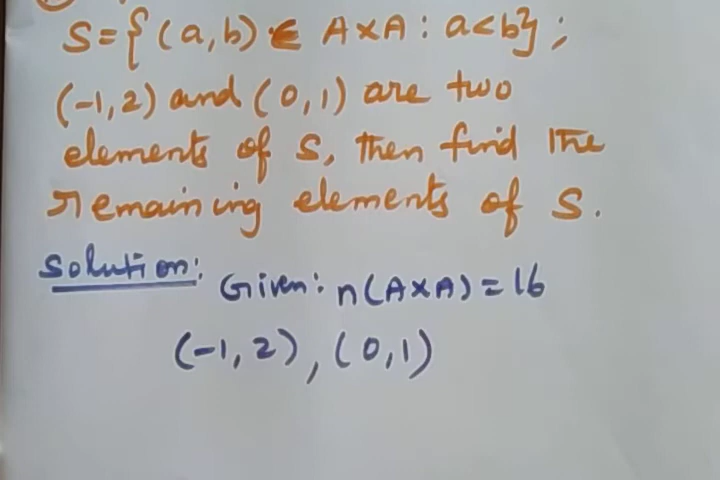 S={(a,b) ∈ A×A : a<b};
(-1,2) and (0,1) are two
elements of S, then find the
remaining elements of S.
Solution: Given: n(A×A)=16
(-1,2), (0,1)